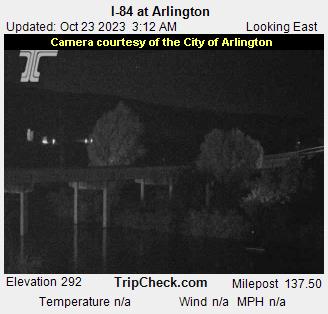 I-84 at Arlington
Updated: Oct 23 2023 3:12 AM Looking East
Camera courtesy of the City of Arlington
Elevation 292 TripCheck.com Milepost 137.50
Temperature n/a Wind n/a MPH n/a